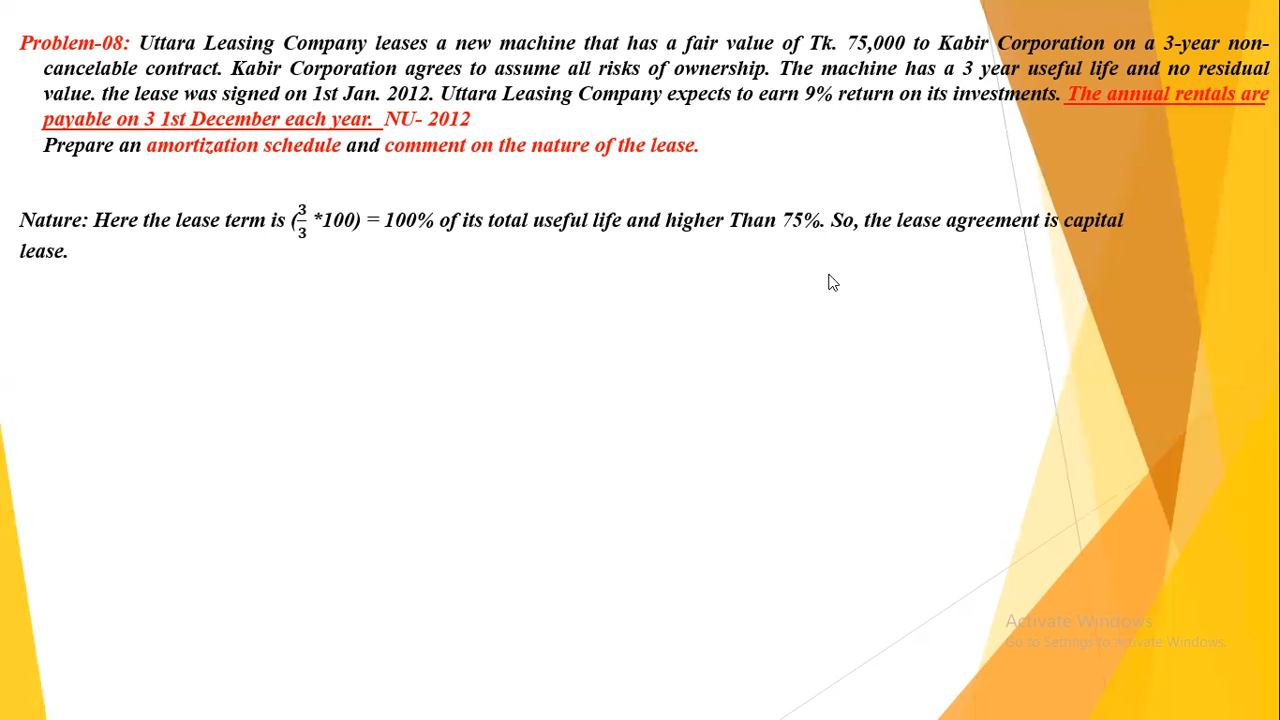 Problem-08: Uttara Leasing Company leases a new machine that has a fair value of Tk. 75,000 to Kabir Corporation on a 3-year non-
cancelable contract. Kabir Corporation agrees to assume all risks of ownership. The machine has a 3 year useful life and no residual
value. the lease was signed on 1st Jan. 2012. Uttara Leasing Company expects to earn 9% return on its investments. The annual rentals are
payable on 3 1st December each year. NU- 2012
Prepare an amortization schedule and comment on the nature of the lease.
Nature: Here the lease term is (3/3 *100) = 100% of its total useful life and higher Than 75%. So, the lease agreement is capital
lease.
Activate Windows
Go to Settings to activate Windows.